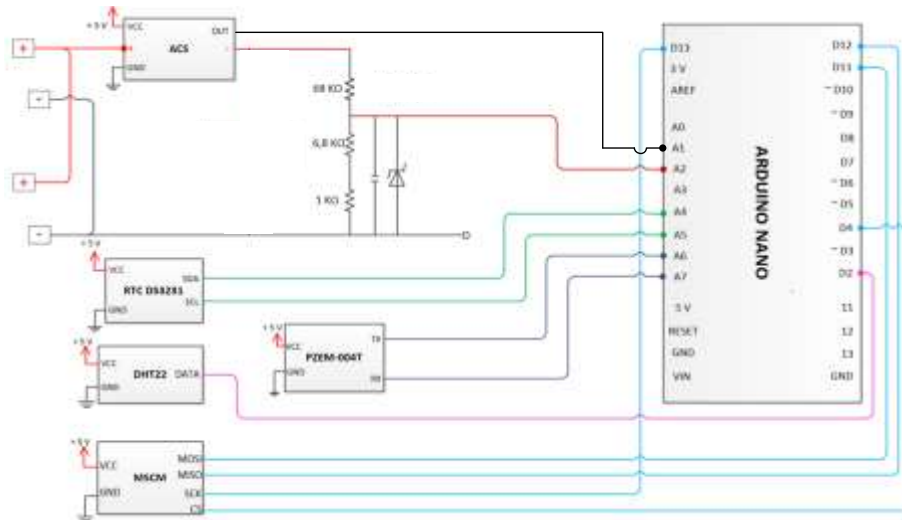 +5 V
VCC
OUT
ACS
GND
+
-
+
-
68 KΩ
6,8 KΩ
1 KΩ
D13
3 V
AREF
A0
A1
A2
A3
A4
A5
A6
A7
5 V
RESET
GND
VIN
ARDUINO NANO
D12
D11
~D10
~D9
D8
D7
~D6
~D5
D4
~D3
D2
11
12
13
GND
+5 V
VCC
SDA
RTC DS3231
SCL
GND
+5 V
VCC
TX
PZEM-004T
GND
RX
+5 V
VCC
DHT22
DATA
GND
+5 V
VCC
MOSI
MISO
MSCM
GND
SCK
CS